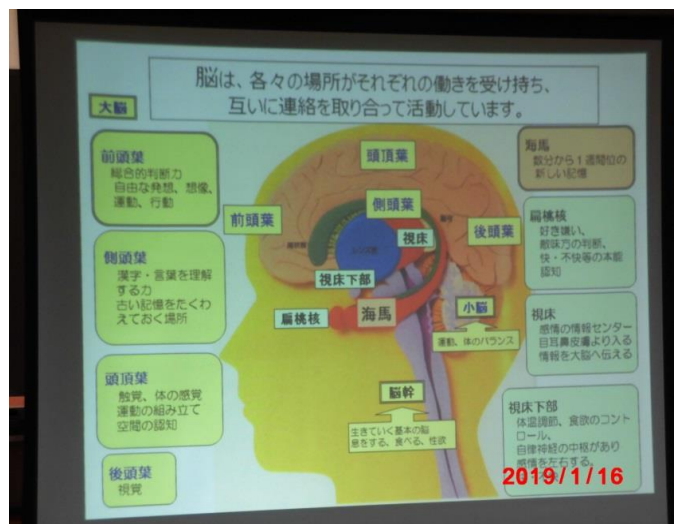 脳は、各々の場所がそれぞれの働きを受け持ち、
互いに連絡を取り合って活動しています。
大脳
前頭葉
総合的判断力
自由な発想、想像、
運動、行動
側頭葉
漢字・言葉を理解
する力
古い記憶をたくわ
えておく場所
頭頂葉
触覚、体の感覚
運動の組み立て
空間の認知
後頭葉
視覚
頭頂葉
前頭葉
側頭葉
後頭葉
視床
視床下部
扁桃核
海馬
小脳
運動、体のバランス
脳幹
生きていく基本の脳
息をする、食べる、性欲
海馬
数分から1週間位の
新しい記憶
扁桃核
好き嫌い、
敵味方の判断、
快・不快等の本能
認知
視床
感情の情報センター
目耳鼻皮膚より入る
情報を大脳へ伝える
視床下部
体温調節、食欲のコント
ロール、
自律神経の中枢があり
感情を左右する。
2019/1/16